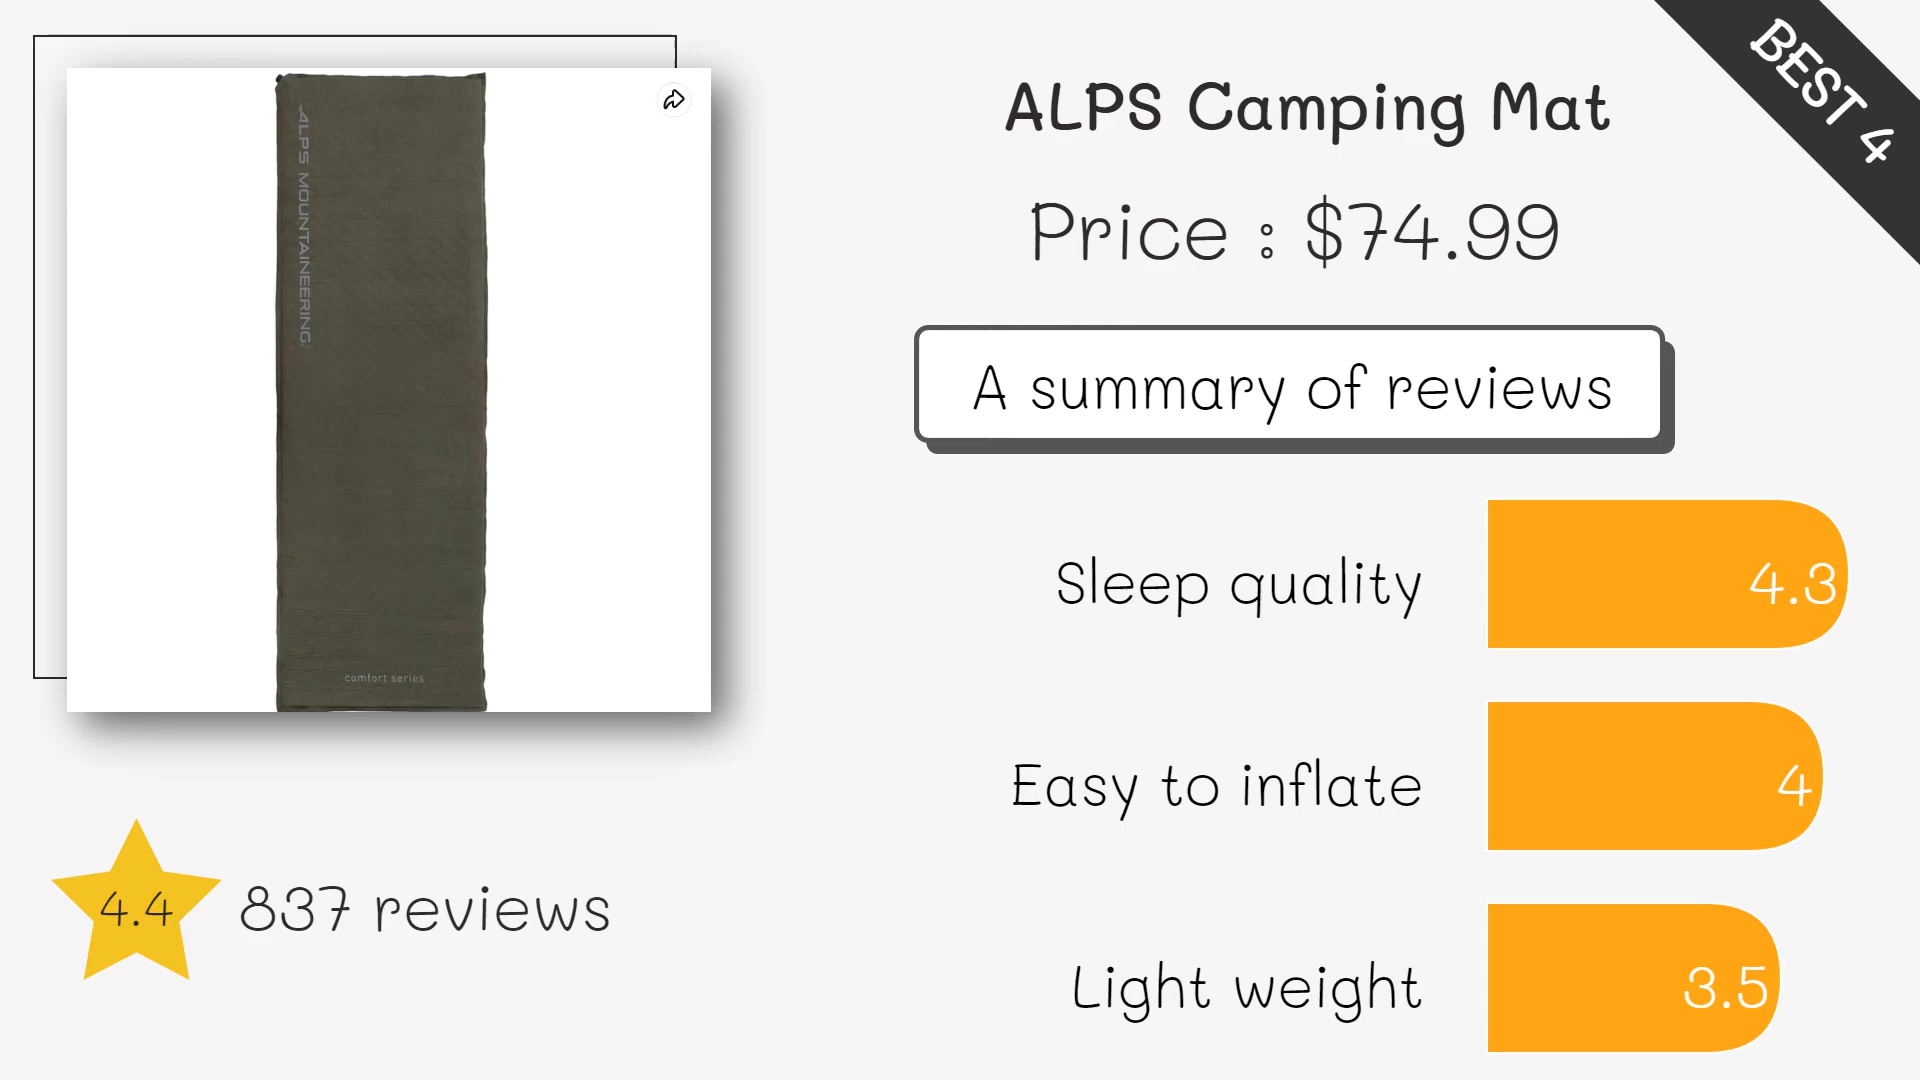 BEST 4
ALPS Camping Mat
Price : $74.99
ALPS MOUNTAINEERING
comfort series
A summary of reviews
Sleep quality 4.3
Easy to inflate 4
Light weight 3.5
4.4 837 reviews